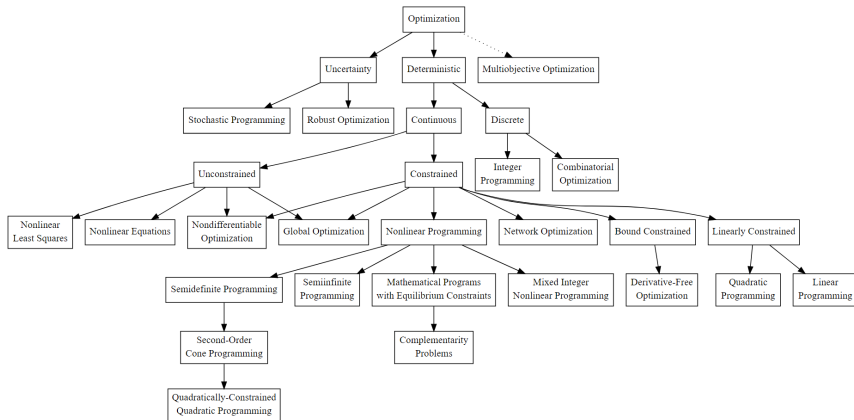 Optimization
Uncertainty
Deterministic
Multiobjective Optimization
Stochastic Programming
Robust Optimization
Continuous
Discrete
Unconstrained
Constrained
Integer
Programming
Combinatorial
Optimization
Nonlinear
Least Squares
Nonlinear Equations
Nondifferentiable
Optimization
Global Optimization
Nonlinear Programming
Network Optimization
Bound Constrained
Linearly Constrained
Semidefinite Programming
Semiinfinite
Programming
Mathematical Programs
with Equilibrium Constraints
Mixed Integer
Nonlinear Programming
Derivative-Free
Optimization
Quadratic
Programming
Linear
Programming
Second-Order
Cone Programming
Complementarity
Problems
Quadratically-Constrained
Quadratic Programming